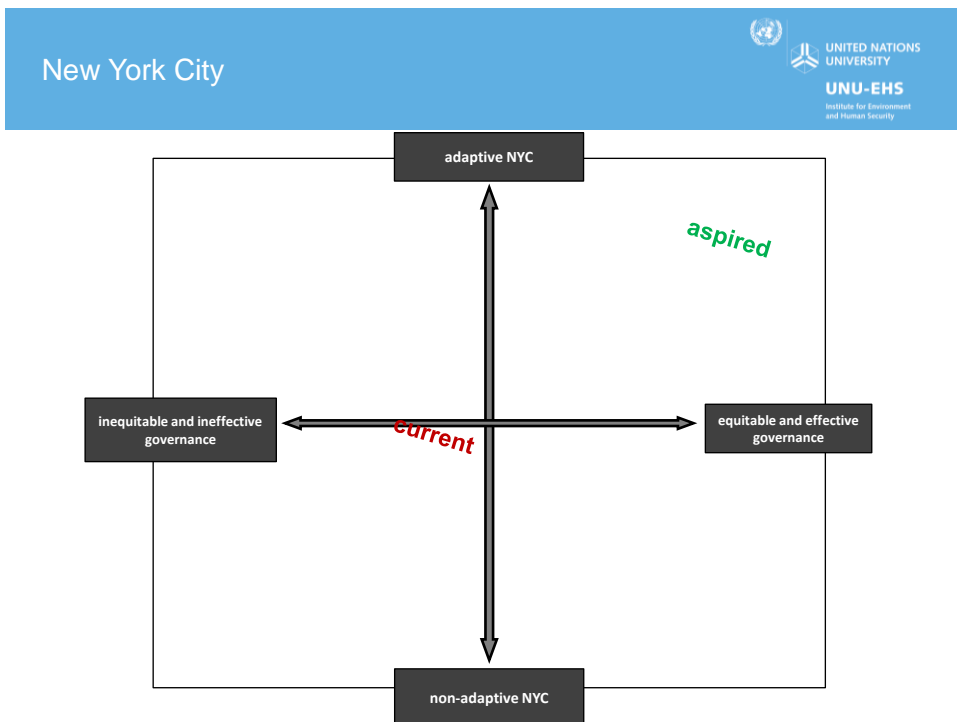 New York City
UNITED NATIONS
UNIVERSITY
UNU-EHS
Institute for Environment
and Human Security
adaptive NYC
aspired
inequitable and ineffective
governance
current
equitable and effective
governance
non-adaptive NYC